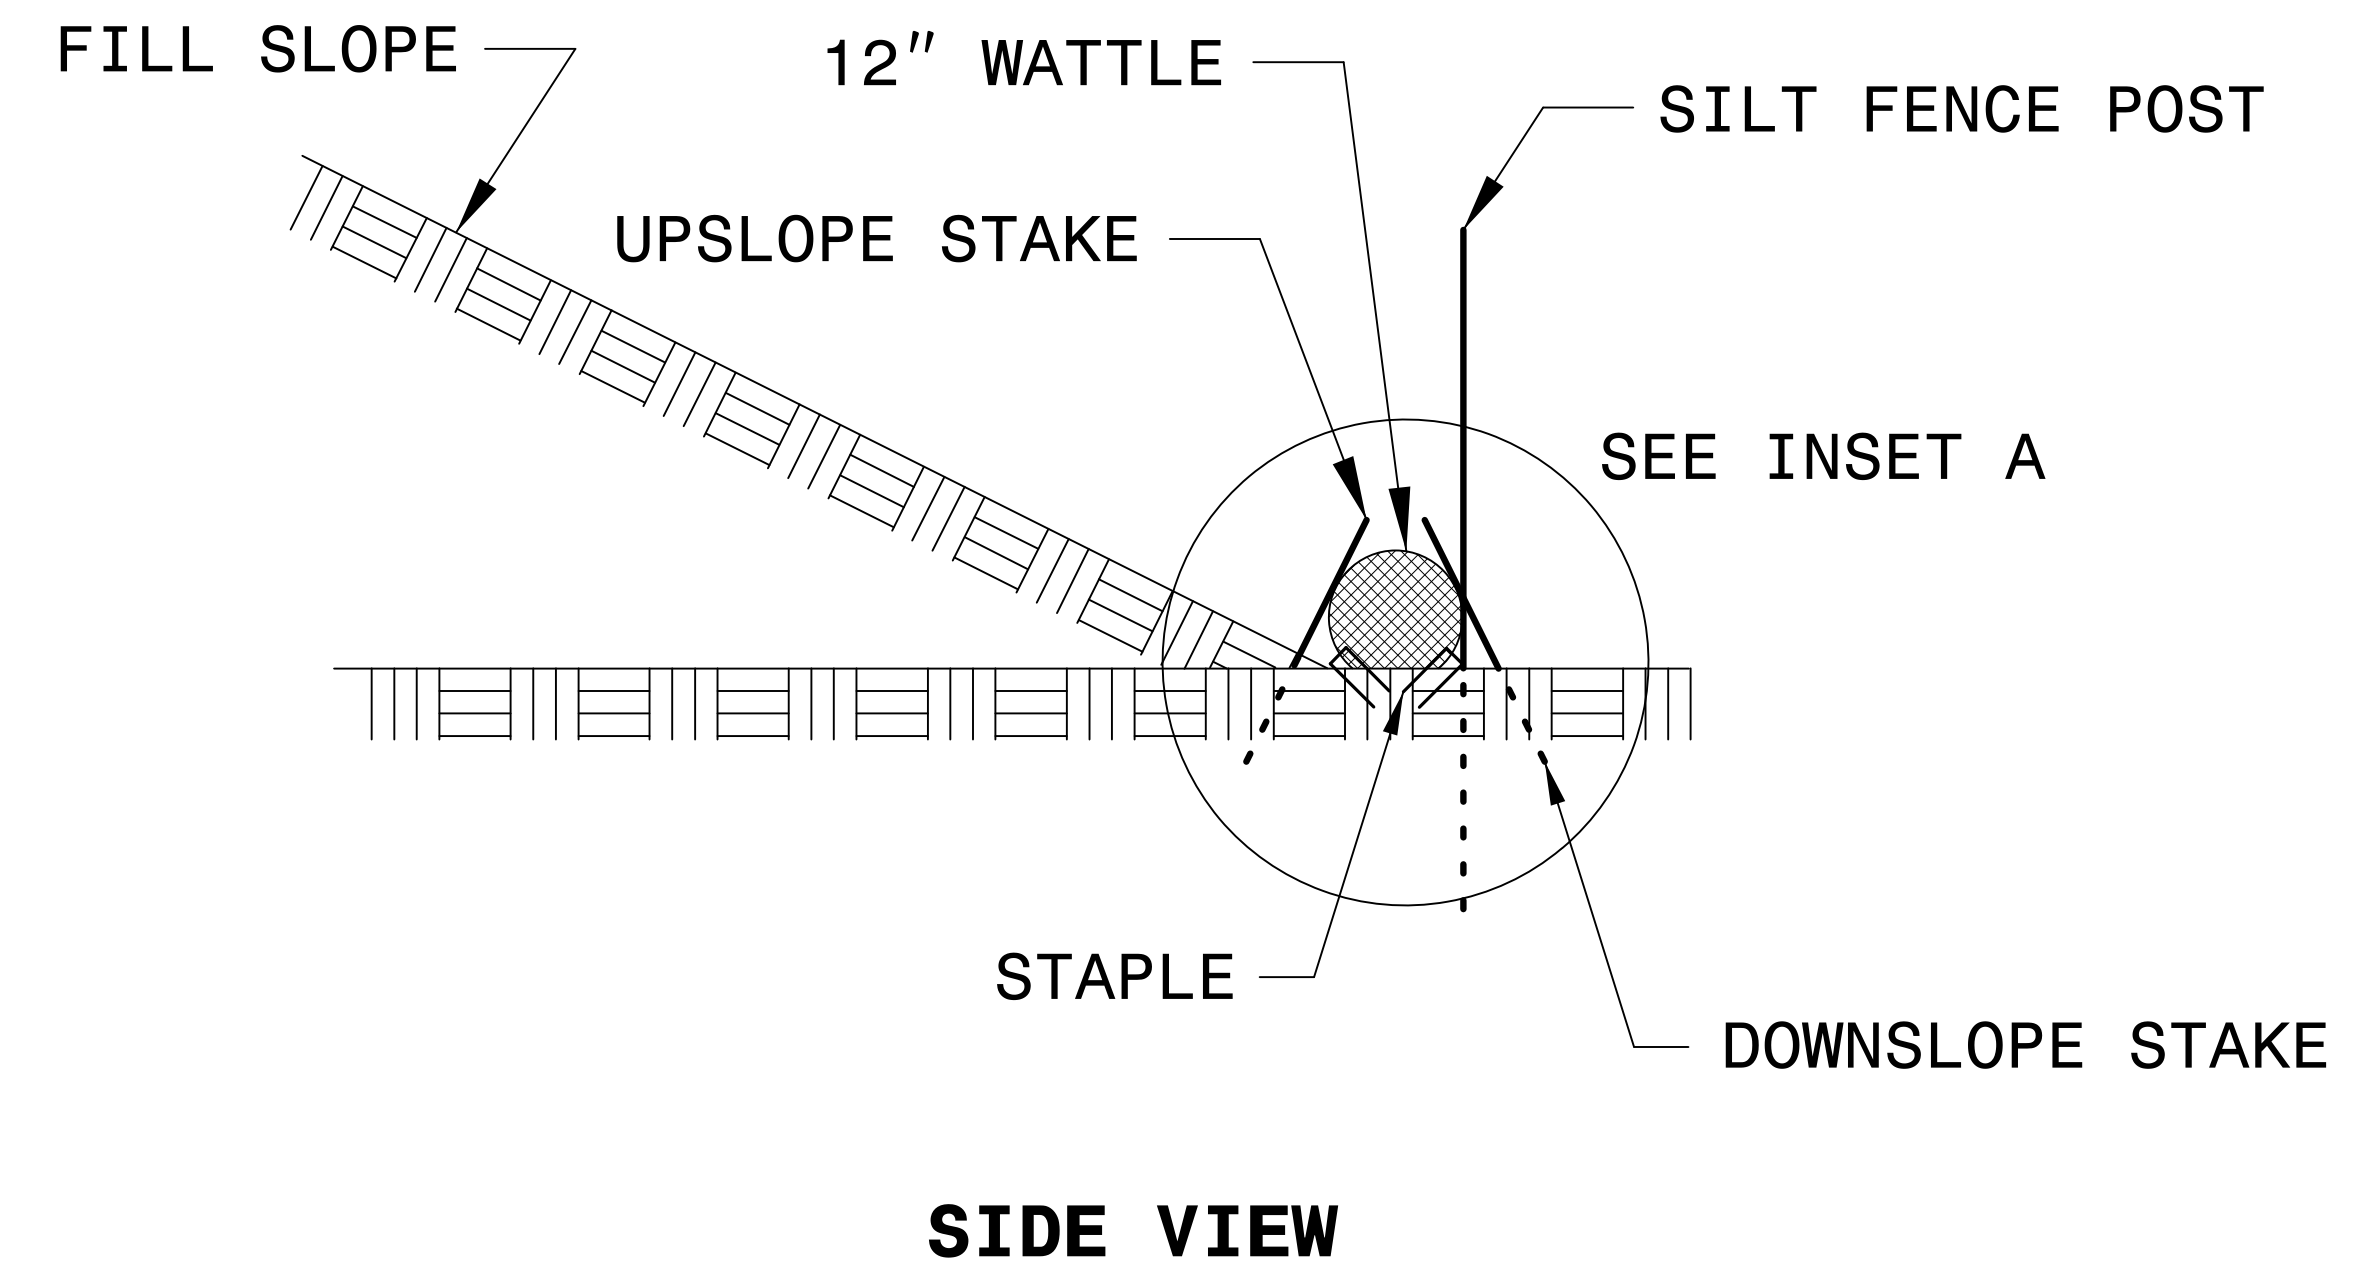 FILL SLOPE
12" WATTLE
SILT FENCE POST
UPSLOPE STAKE
SEE INSET A
STAPLE
DOWNSLOPE STAKE
SIDE VIEW